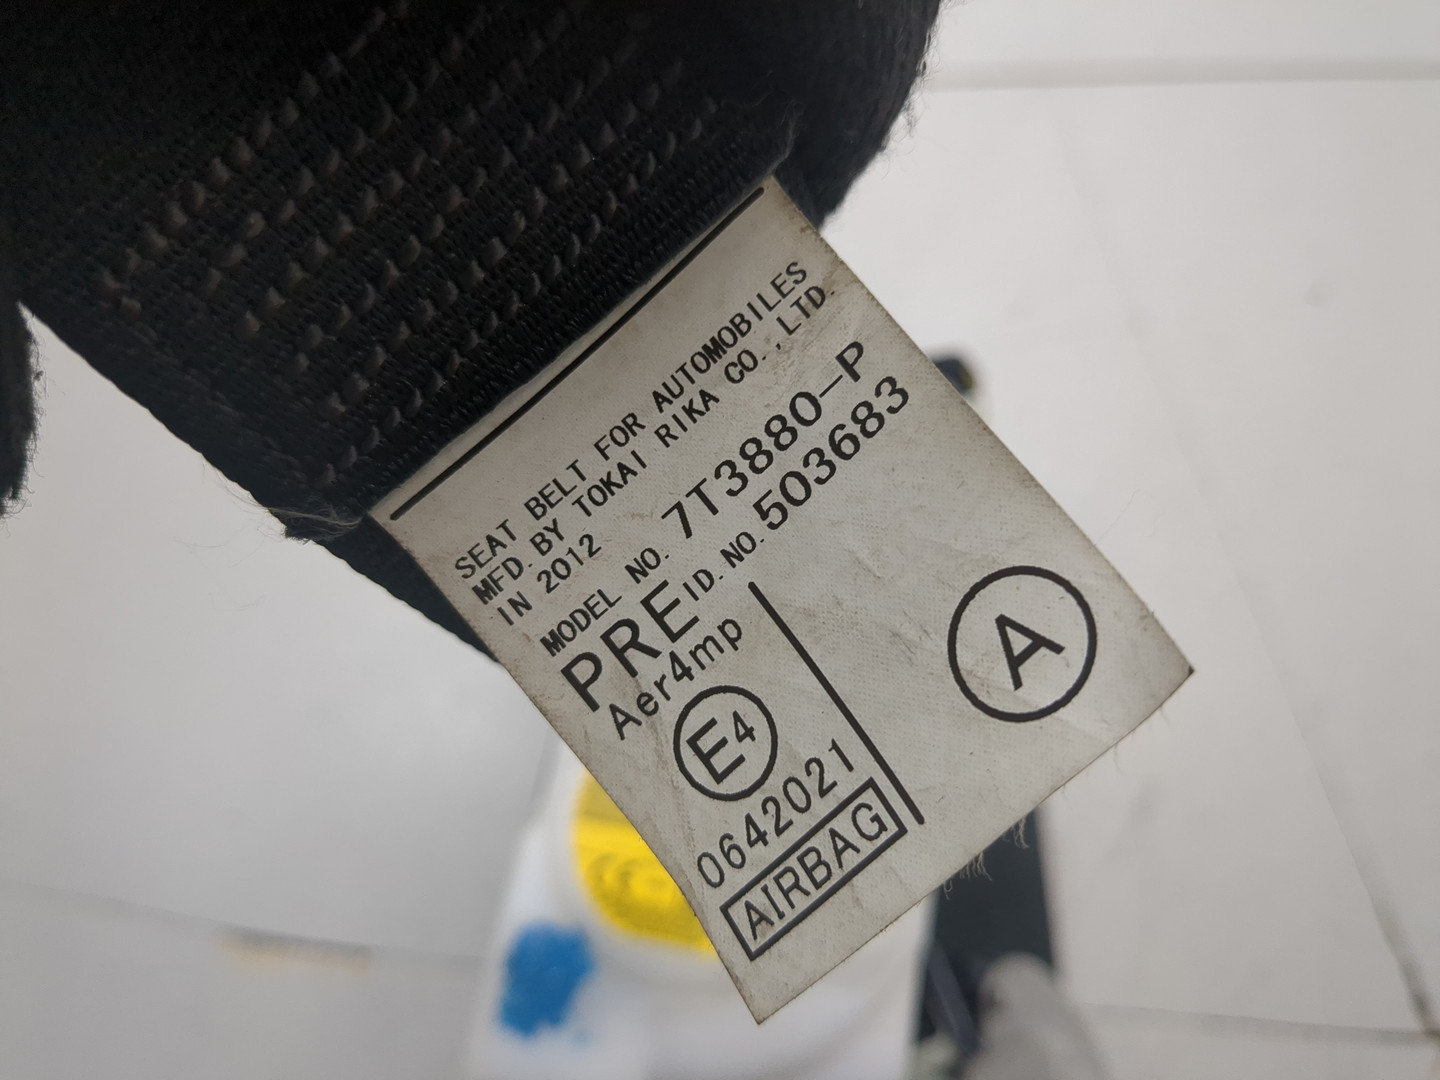 SEAT BELT FOR AUTOMOBILES
MFD. BY TOKAI RIKA CO.,LTD.
IN 2012
MODEL NO. 7T3880-P
PRE ID. NO. 503683
Aer4mp
E4
0642021
AIRBAG
A